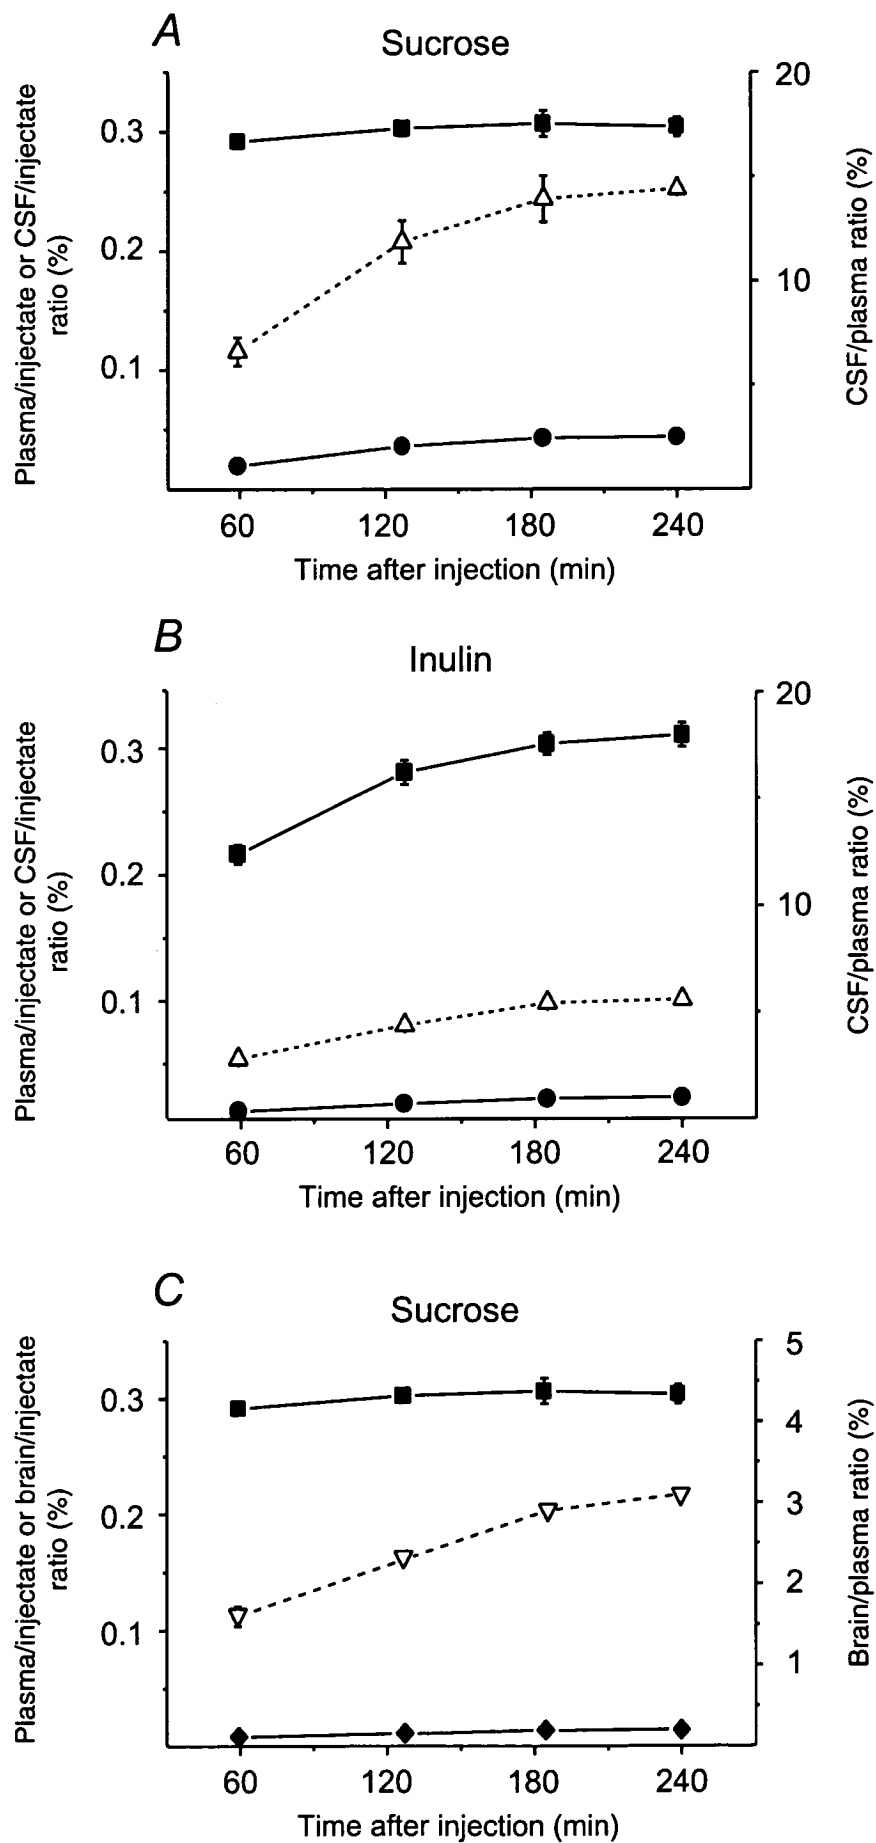 A
Sucrose
Plasma/injectate or CSF/injectate
ratio (%)
0.3
0.2
0.1
20
10
CSF/plasma ratio (%)
60 120 180 240
Time after injection (min)
B
Inulin
Plasma/injectate or CSF/injectate
ratio (%)
0.3
0.2
0.1
20
10
CSF/plasma ratio (%)
60 120 180 240
Time after injection (min)
C
Sucrose
Plasma/injectate or brain/injectate
ratio (%)
0.3
0.2
0.1
5
4
3
2
1
Brain/plasma ratio (%)
60 120 180 240
Time after injection (min)